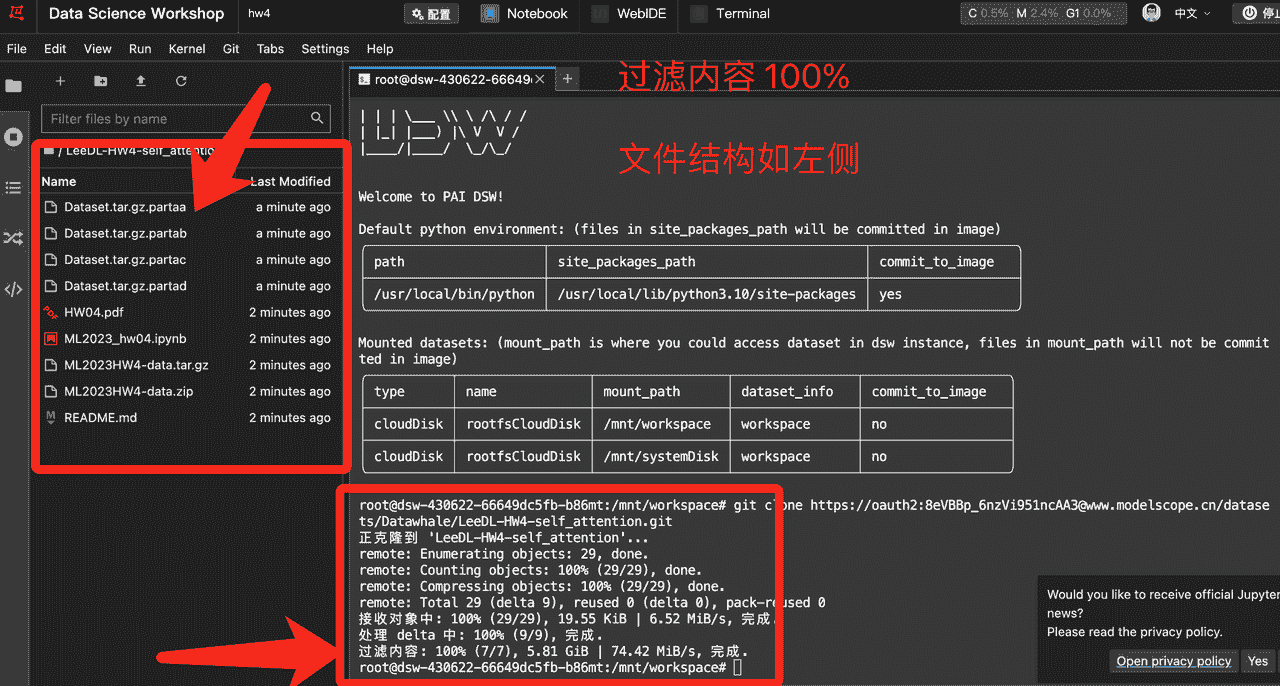 Data Science Workshop
hw4
配置
Notebook
WebIDE
Terminal
C 0.5% M 2.4% G1 0.0%
中文
File Edit View Run Kernel Git Tabs Settings Help
root@dsw-430622-66649
过滤内容 100%
Filter files by name
文件结构如左侧
/ LeeDL-HW4-self_attentio
Name Last Modified
Dataset.tar.gz.partaa a minute ago
Dataset.tar.gz.partab a minute ago
Dataset.tar.gz.partac a minute ago
Dataset.tar.gz.partad a minute ago
HW04.pdf 2 minutes ago
ML2023_hw04.ipynb 2 minutes ago
ML2023HW4-data.tar.gz 2 minutes ago
ML2023HW4-data.zip 2 minutes ago
README.md 2 minutes ago
Welcome to PAI DSW!
Default python environment: (files in site_packages_path will be committed in image)
path site_packages_path commit_to_image
/usr/local/bin/python /usr/local/lib/python3.10/site-packages yes
Mounted datasets: (mount_path is where you could access dataset in dsw instance, files in mount_path will not be commit
ted in image)
type name mount_path dataset_info commit_to_image
cloudDisk rootfsCloudDisk /mnt/workspace workspace no
cloudDisk rootfsCloudDisk /mnt/systemDisk workspace no
root@dsw-430622-66649dc5fb-b86mt:/mnt/workspace# git clone https://oauth2:8eVBBp_6nzVi951ncAA3@www.modelscope.cn/datase
ts/Datawhale/LeeDL-HW4-self_attention.git
正克隆到 'LeeDL-HW4-self_attention'...
remote: Enumerating objects: 29, done.
remote: Counting objects: 100% (29/29), done.
remote: Compressing objects: 100% (29/29), done.
remote: Total 29 (delta 9), reused 0 (delta 0), pack-reused 0
接收对象中: 100% (29/29), 19.55 KiB | 6.52 MiB/s, 完成.
处理 delta 中: 100% (9/9), 完成.
过滤内容: 100% (7/7), 5.81 GiB | 74.42 MiB/s, 完成.
root@dsw-430622-66649dc5fb-b86mt:/mnt/workspace#
Would you like to receive official Jupyter
news?
Please read the privacy policy.
Open privacy policy
Yes